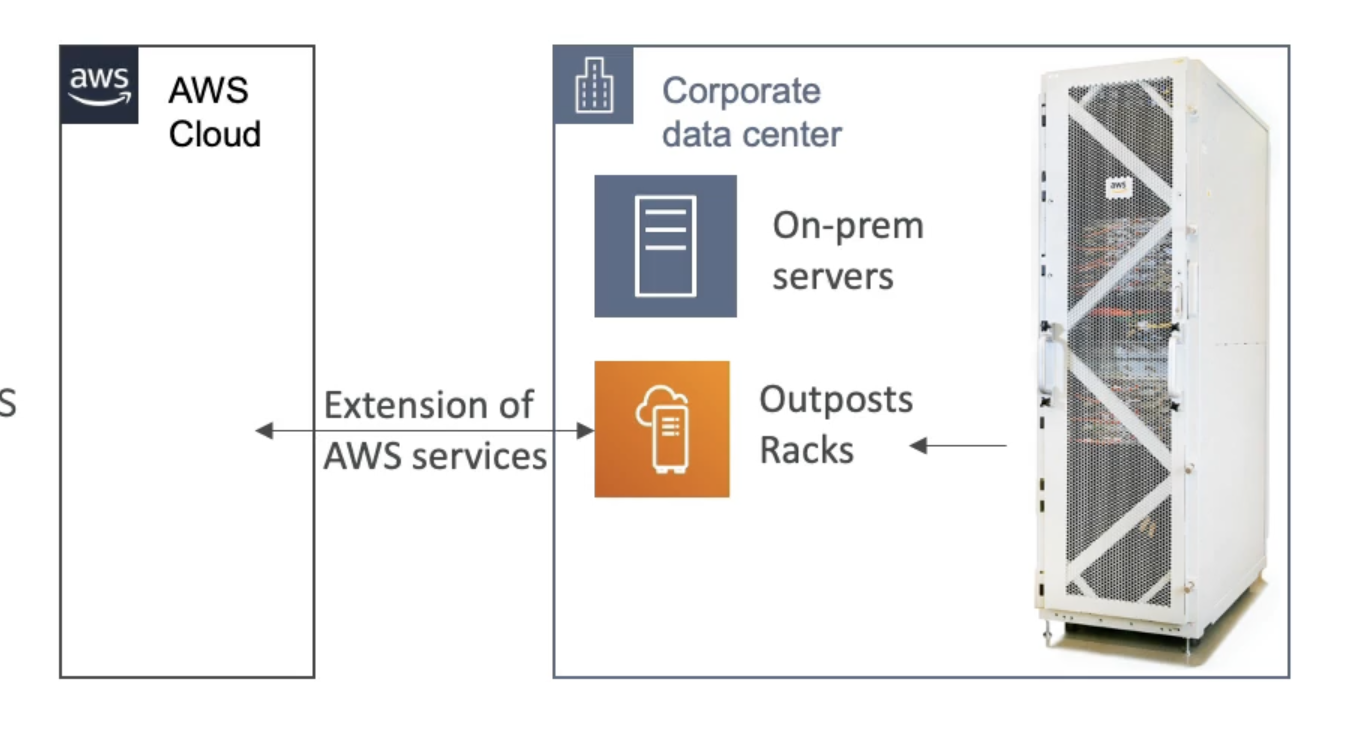 aws
AWS
Cloud
Corporate
data center
aws
On-prem
servers
S
Extension of
AWS services
Outposts
Racks